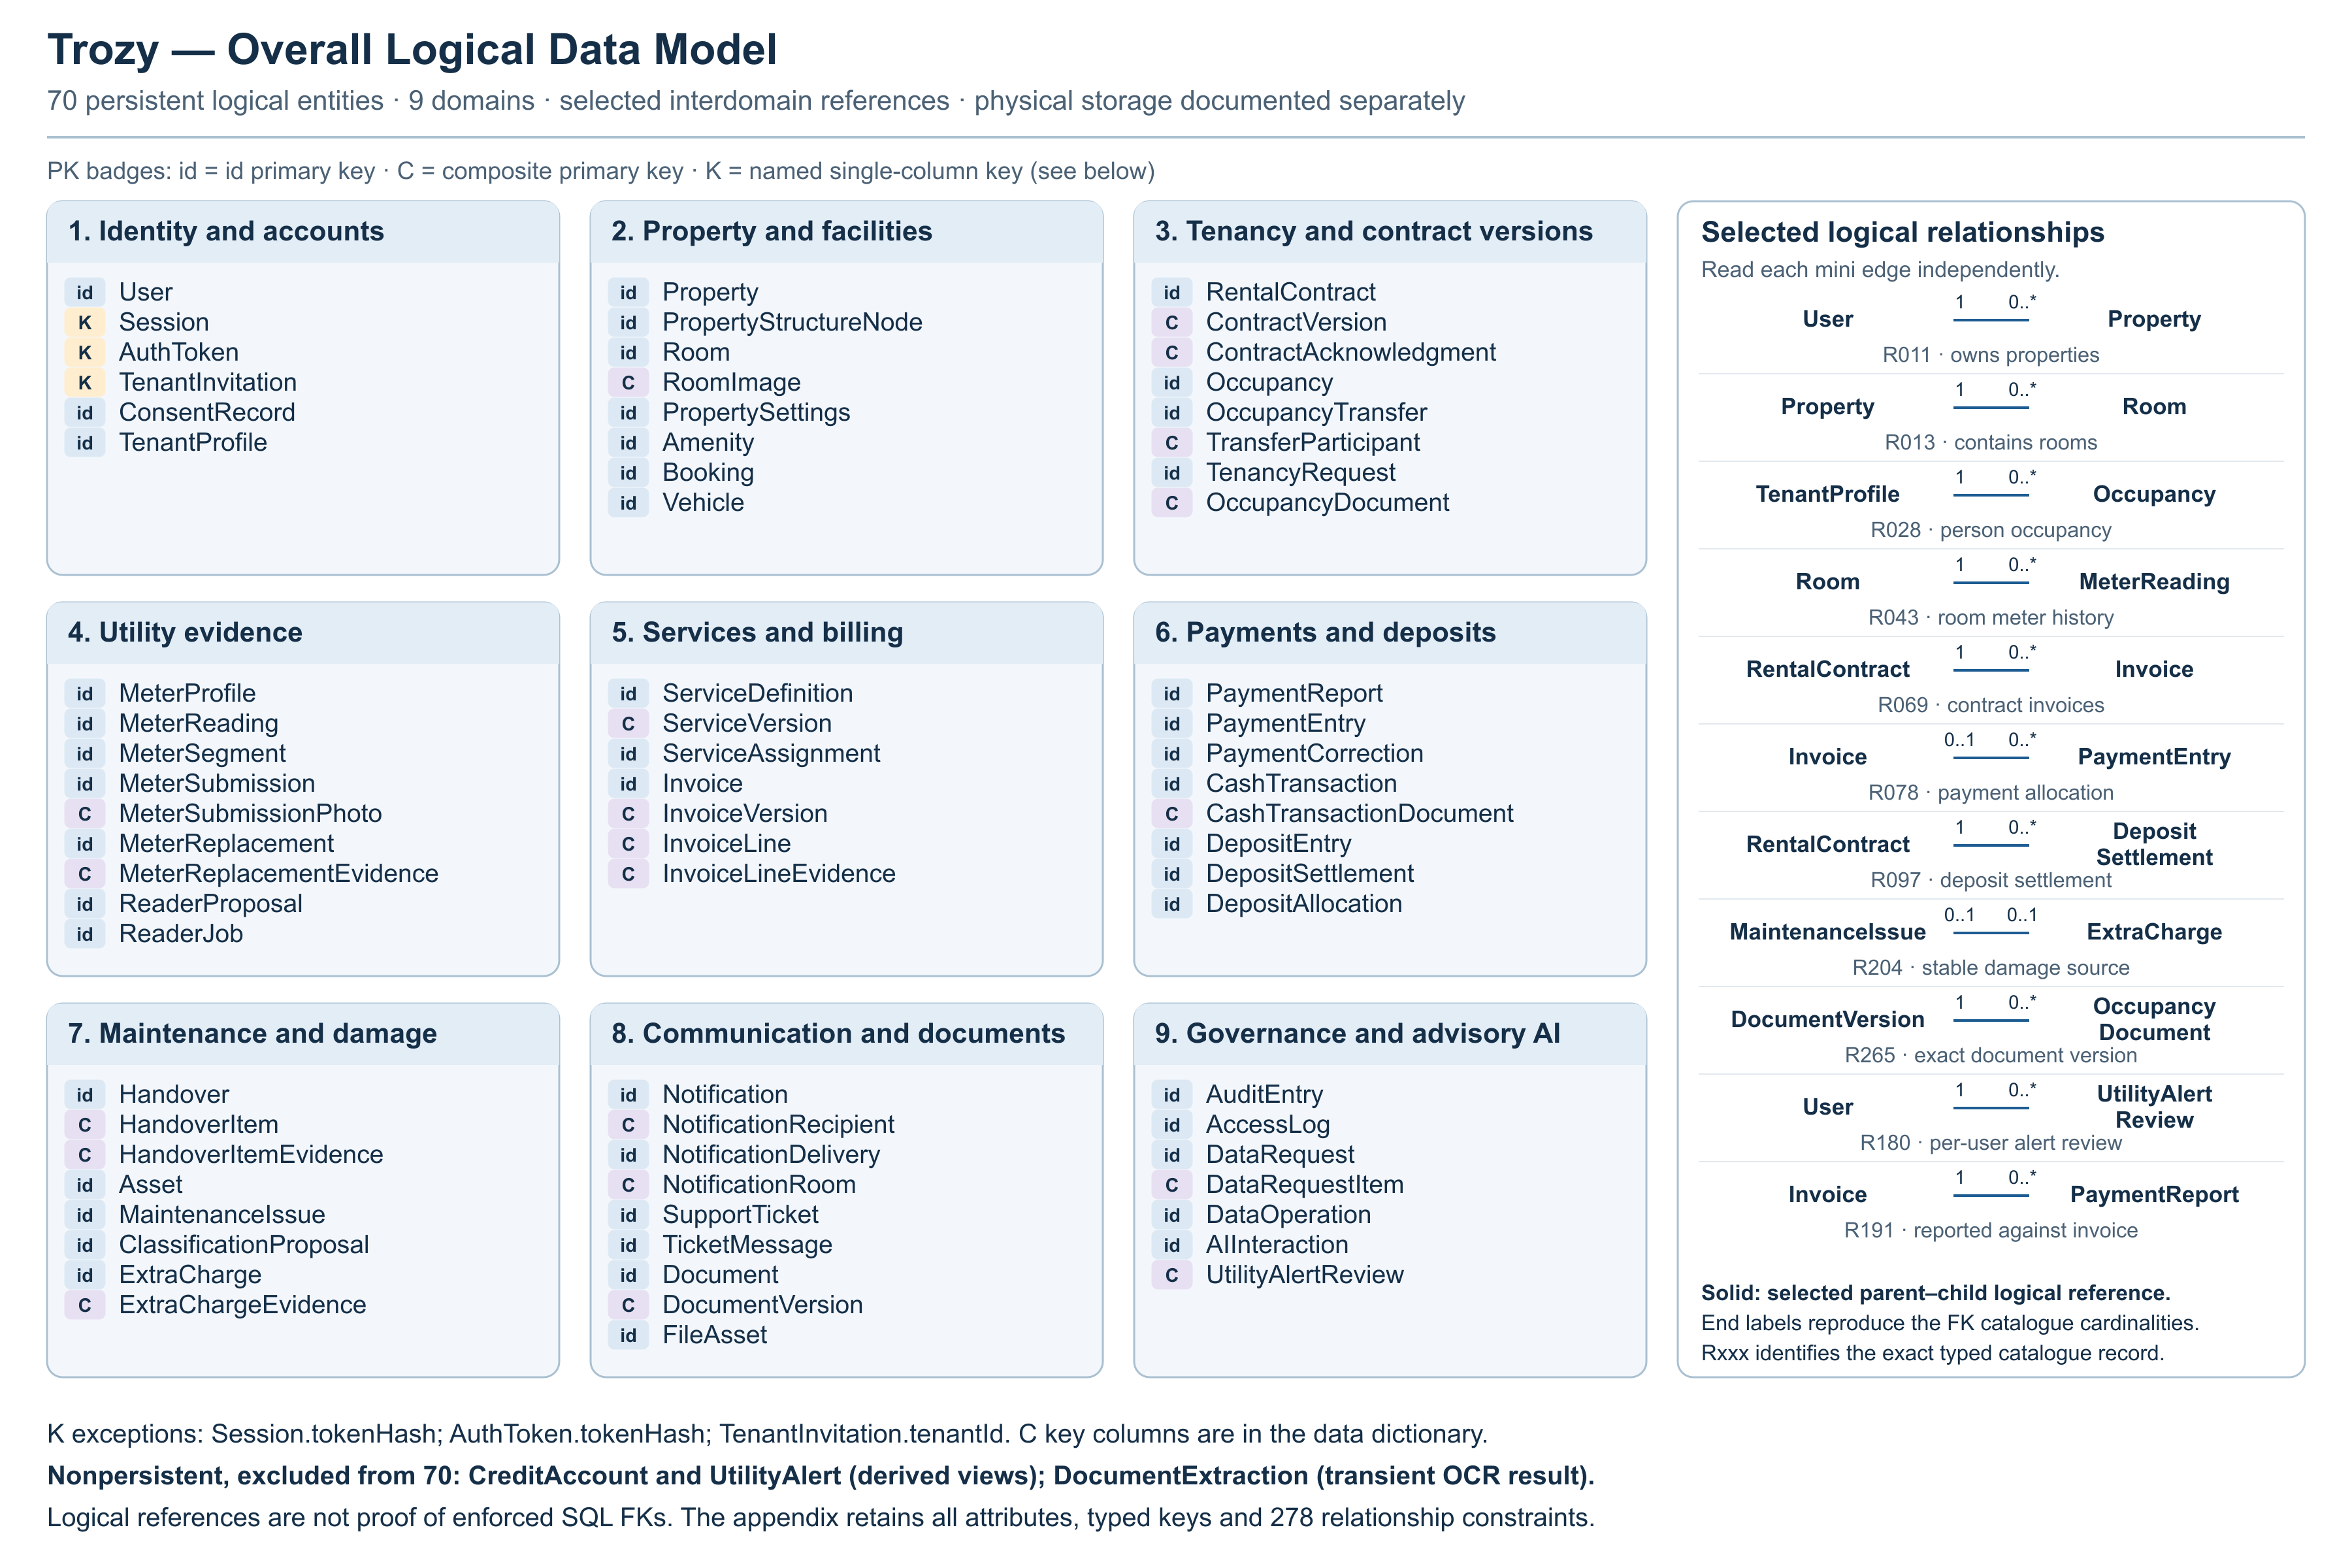 Trozy — Overall Logical Data Model
70 persistent logical entities · 9 domains · selected interdomain references · physical storage documented separately
PK badges: id = id primary key · C = composite primary key · K = named single-column key (see below)
1. Identity and accounts
id User
K Session
K AuthToken
K TenantInvitation
id ConsentRecord
id TenantProfile
2. Property and facilities
id Property
id PropertyStructureNode
id Room
C RoomImage
id PropertySettings
id Amenity
id Booking
id Vehicle
3. Tenancy and contract versions
id RentalContract
C ContractVersion
C ContractAcknowledgment
id Occupancy
id OccupancyTransfer
C TransferParticipant
id TenancyRequest
C OccupancyDocument
4. Utility evidence
id MeterProfile
id MeterReading
id MeterSegment
id MeterSubmission
C MeterSubmissionPhoto
id MeterReplacement
C MeterReplacementEvidence
id ReaderProposal
id ReaderJob
5. Services and billing
id ServiceDefinition
C ServiceVersion
id ServiceAssignment
id Invoice
C InvoiceVersion
C InvoiceLine
C InvoiceLineEvidence
6. Payments and deposits
id PaymentReport
id PaymentEntry
id PaymentCorrection
id CashTransaction
C CashTransactionDocument
id DepositEntry
id DepositSettlement
id DepositAllocation
7. Maintenance and damage
id Handover
C HandoverItem
C HandoverItemEvidence
id Asset
id MaintenanceIssue
id ClassificationProposal
id ExtraCharge
C ExtraChargeEvidence
8. Communication and documents
id Notification
C NotificationRecipient
id NotificationDelivery
C NotificationRoom
id SupportTicket
id TicketMessage
id Document
C DocumentVersion
id FileAsset
9. Governance and advisory AI
id AuditEntry
id AccessLog
id DataRequest
C DataRequestItem
id DataOperation
id AIInteraction
C UtilityAlertReview
Selected logical relationships
Read each mini edge independently.
1 0..*
User Property
R011 · owns properties
1 0..*
Property Room
R013 · contains rooms
1 0..*
TenantProfile Occupancy
R028 · person occupancy
1 0..*
Room MeterReading
R043 · room meter history
1 0..*
RentalContract Invoice
R069 · contract invoices
0..1 0..*
Invoice PaymentEntry
R078 · payment allocation
1 0..*
RentalContract Deposit
Settlement
R097 · deposit settlement
0..1 0..1
MaintenanceIssue ExtraCharge
R204 · stable damage source
1 0..*
DocumentVersion Occupancy
Document
R265 · exact document version
1 0..*
User UtilityAlert
Review
R180 · per-user alert review
1 0..*
Invoice PaymentReport
R191 · reported against invoice
Solid: selected parent–child logical reference.
End labels reproduce the FK catalogue cardinalities.
Rxxx identifies the exact typed catalogue record.
K exceptions: Session.tokenHash; AuthToken.tokenHash; TenantInvitation.tenantId. C key columns are in the data dictionary.
Nonpersistent, excluded from 70: CreditAccount and UtilityAlert (derived views); DocumentExtraction (transient OCR result).
Logical references are not proof of enforced SQL FKs. The appendix retains all attributes, typed keys and 278 relationship constraints.